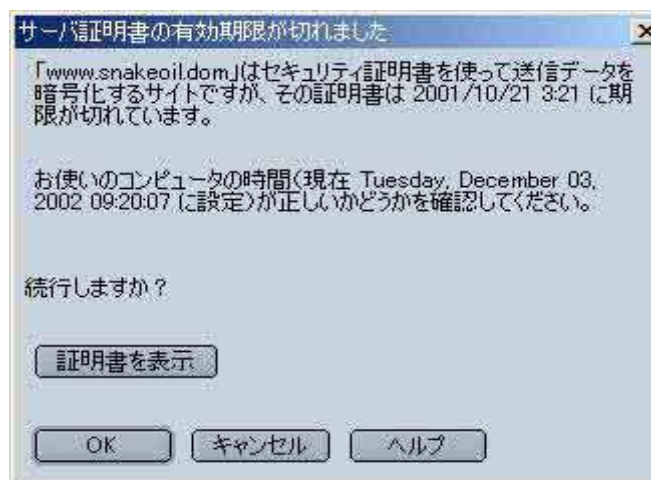 サーバ証明書の有効期限が切れました
「www.snakeoil.dom」はセキュリティ証明書を使って送信データを
暗号化するサイトですが、その証明書は 2001/10/21 3:21 に期
限が切れています。
お使いのコンピュータの時間(現在 Tuesday, December 03,
2002 09:20:07 に設定)が正しいかどうかを確認してください。
続行しますか?
証明書を表示
OK
キャンセル
ヘルプ